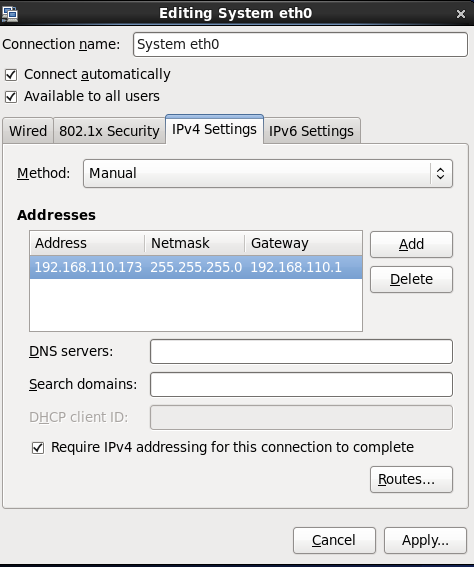 Editing System eth0
Connection name: System eth0
Connect automatically
Available to all users
Wired 802.1x Security IPv4 Settings IPv6 Settings
Method: Manual
Addresses
Address Netmask Gateway Add
192.168.110.173 255.255.255.0 192.168.110.1 Delete
DNS servers:
Search domains:
DHCP client ID:
Require IPv4 addressing for this connection to complete
Routes...
Cancel Apply...